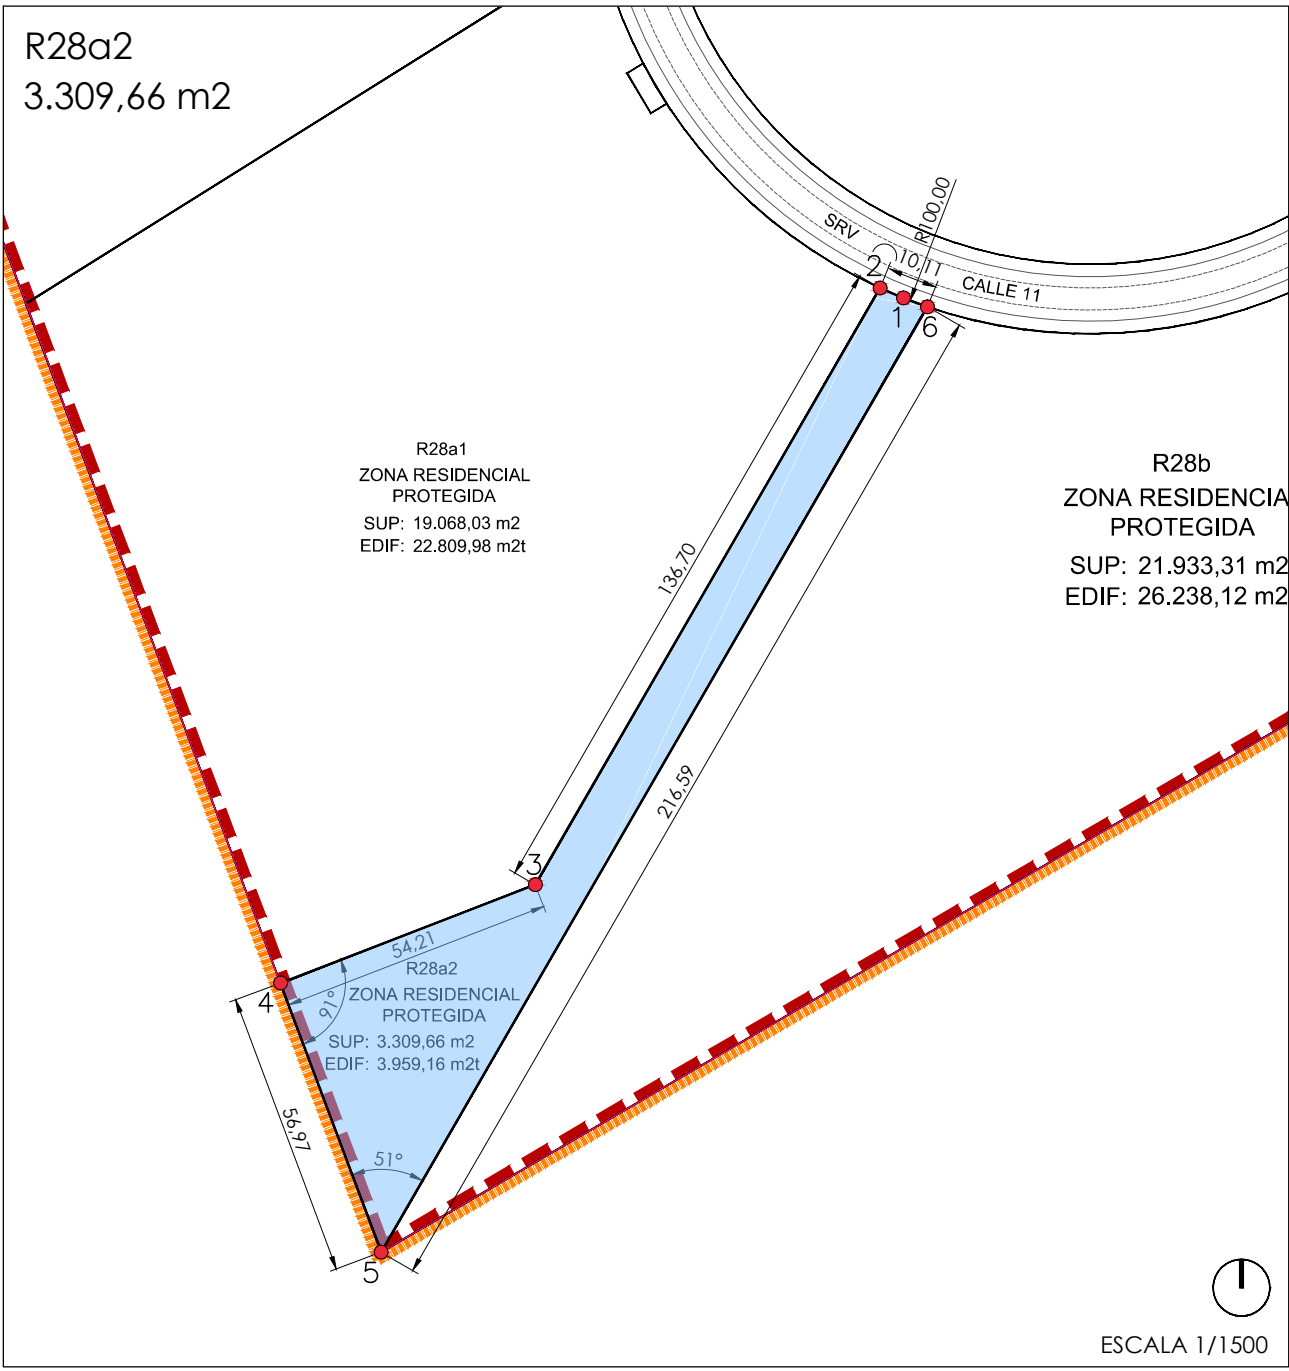 R28a2
3.309,66 m2
R100,00
SRV
2
10,11
CALLE 11
1
6
R28a1
ZONA RESIDENCIAL
PROTEGIDA
SUP: 19.068,03 m2
EDIF: 22.809,98 m2t
R28b
ZONA RESIDENCIA
PROTEGIDA
SUP: 21.933,31 m2
EDIF: 26.238,12 m2
136,70
216,59
3
54,21
R28a2
ZONA RESIDENCIAL
PROTEGIDA
SUP: 3.309,66 m2
EDIF: 3.959,16 m2t
91°
4
56,97
51°
5
ESCALA 1/1500